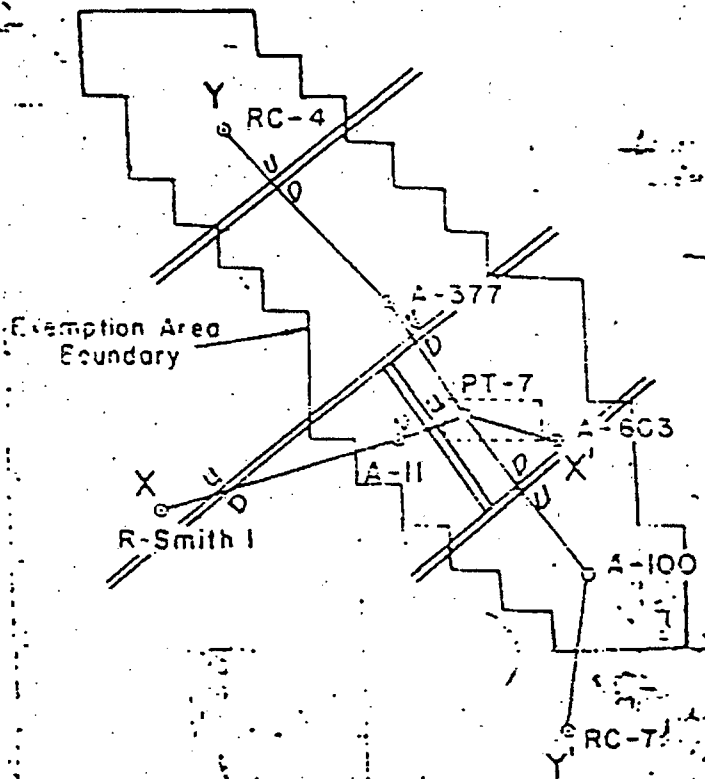 Y
RC-4
U
D
A-377
U
D
Exemption Area
Boundary
PT-7
U
D
A-603
X'
A-11
U
D
X
U
D
R-Smith 1
A-100
RC-7
Y'